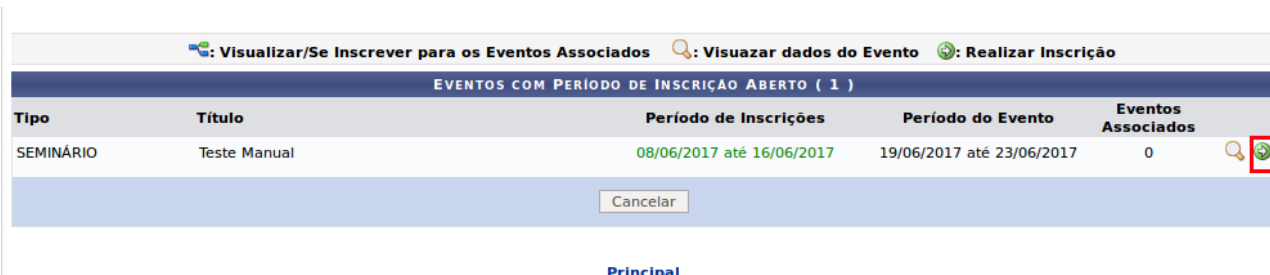 : Visualizar/Se Inscrever para os Eventos Associados : Visuazar dados do Evento : Realizar Inscrição
EVENTOS COM PERÍODO DE INSCRIÇÃO ABERTO ( 1 )
Tipo Título Período de Inscrições Período do Evento Eventos Associados
SEMINÁRIO Teste Manual 08/06/2017 até 16/06/2017 19/06/2017 até 23/06/2017 0
Cancelar
Principal